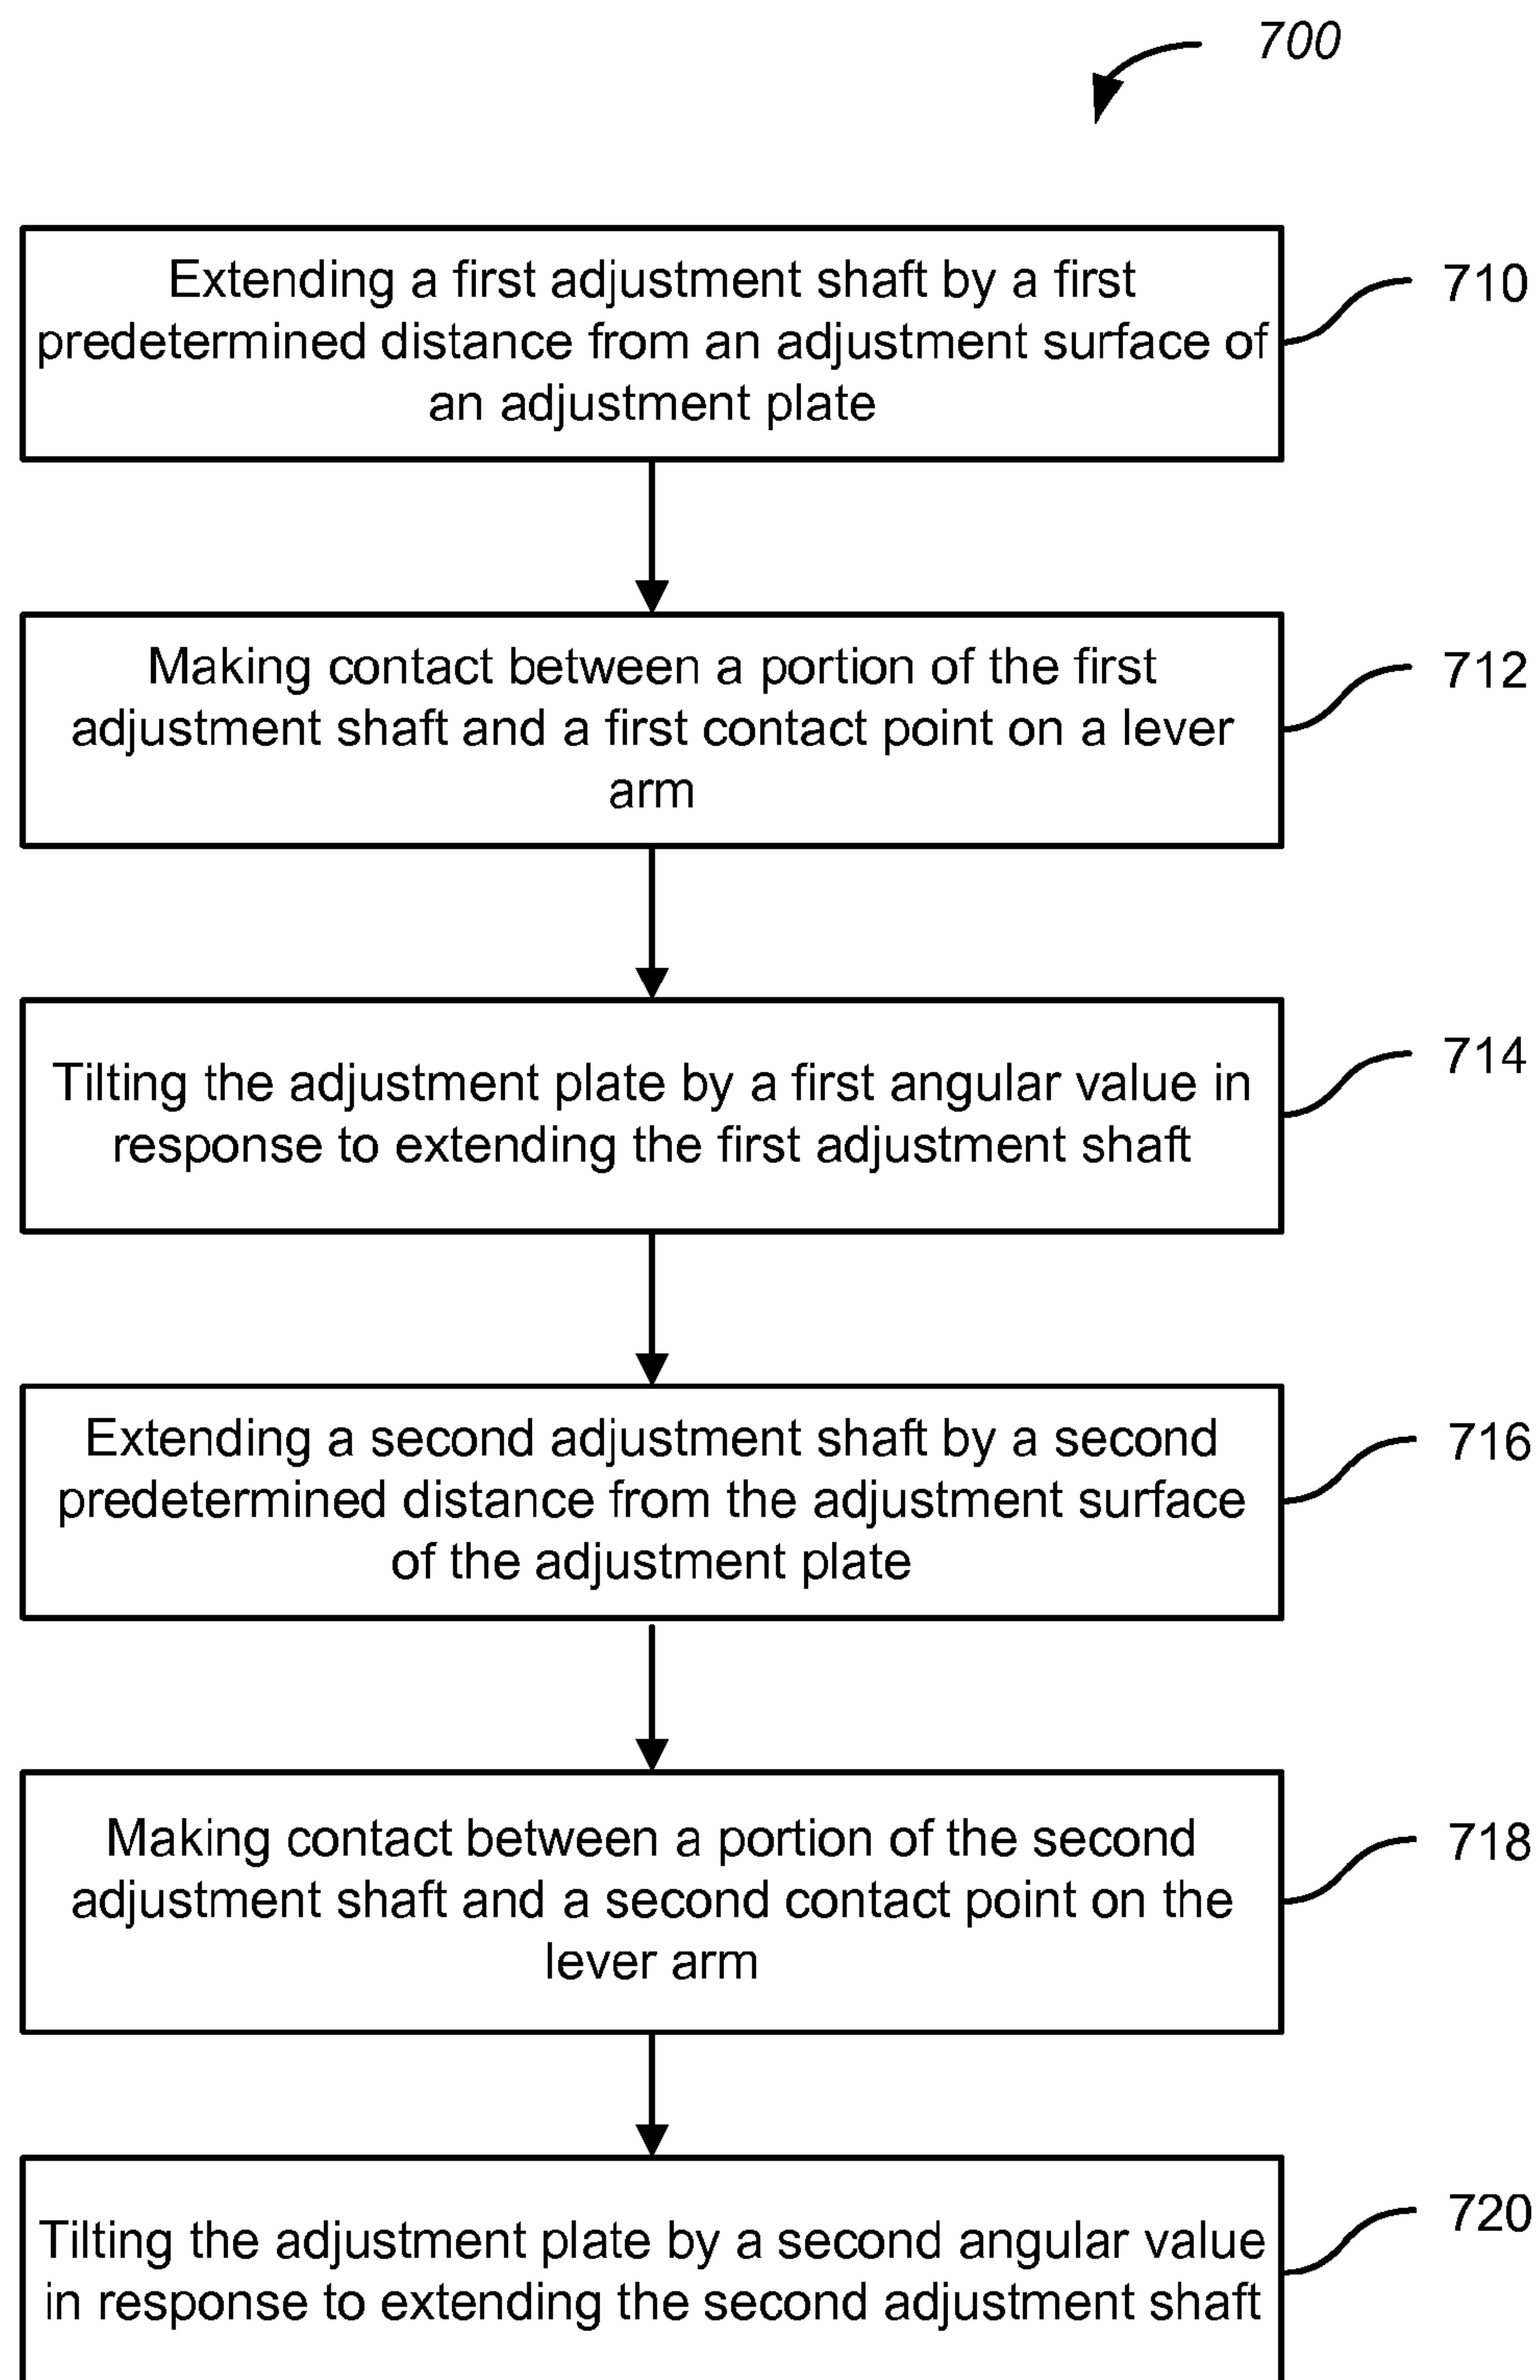 700
Extending a first adjustment shaft by a first
predetermined distance from an adjustment surface of
an adjustment plate
710
Making contact between a portion of the first
adjustment shaft and a first contact point on a lever
arm
712
Tilting the adjustment plate by a first angular value in
response to extending the first adjustment shaft
714
Extending a second adjustment shaft by a second
predetermined distance from the adjustment surface
of the adjustment plate
716
Making contact between a portion of the second
adjustment shaft and a second contact point on the
lever arm
718
Tilting the adjustment plate by a second angular value
in response to extending the second adjustment shaft
720